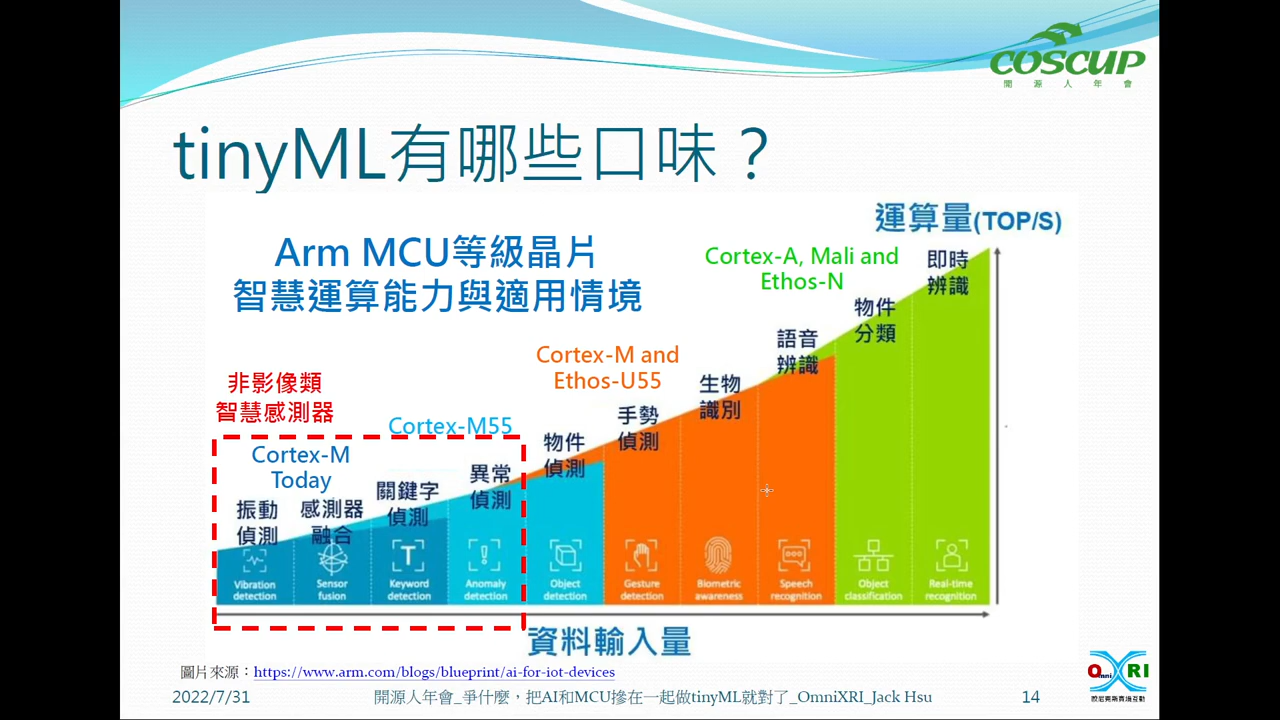 COSCUP
開源人年會
tinyML有哪些口味？
運算量(TOP/S)
Arm MCU等級晶片
智慧運算能力與適用情境
Cortex-A, Mali and
Ethos-N
即時
辨識
物件
分類
語音
辨識
Cortex-M and
Ethos-U55
生物
識別
手勢
偵測
非影像類
智慧感測器
Cortex-M55
物件
偵測
Cortex-M
Today
異常
偵測
關鍵字
偵測
感測器
融合
振動
偵測
Vibration
detection
Sensor
fusion
Keyword
detection
Anomaly
detection
Object
detection
Gesture
detection
Biometric
awareness
Speech
recognition
Object
classification
Real-time
recognition
資料輸入量
圖片來源：https://www.arm.com/blogs/blueprint/ai-for-iot-devices
2022/7/31
開源人年會_爭什麼，把AI和MCU摻在一起做tinyML就對了_OmniXRI_Jack Hsu
14
OmniXRI
歐尼克斯實境互動